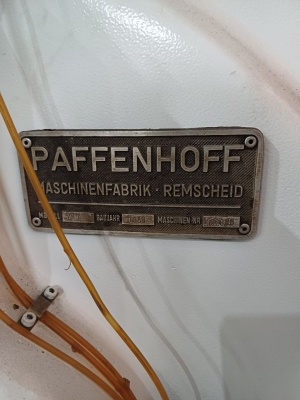 PAFFENHOFF
MASCHINENFABRIK · REMSCHEID
BAUJAHR MASCHINEN-NR